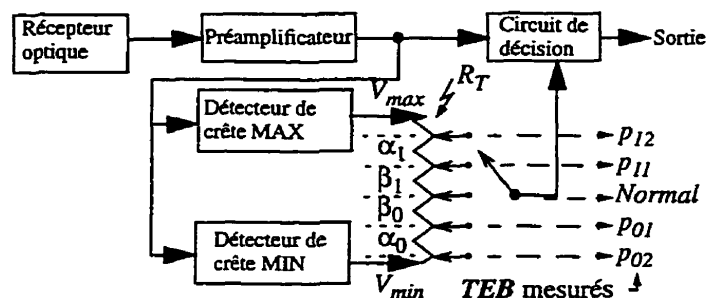 Récepteur
optique
Préamplificateur
Circuit de
décision
Sortie
Détecteur de
crête MAX
V_max
R_T
α_1
β_1
β_0
α_0
p_12
p_11
Normal
p_01
p_02
Détecteur de
crête MIN
V_min
TEB mesurés